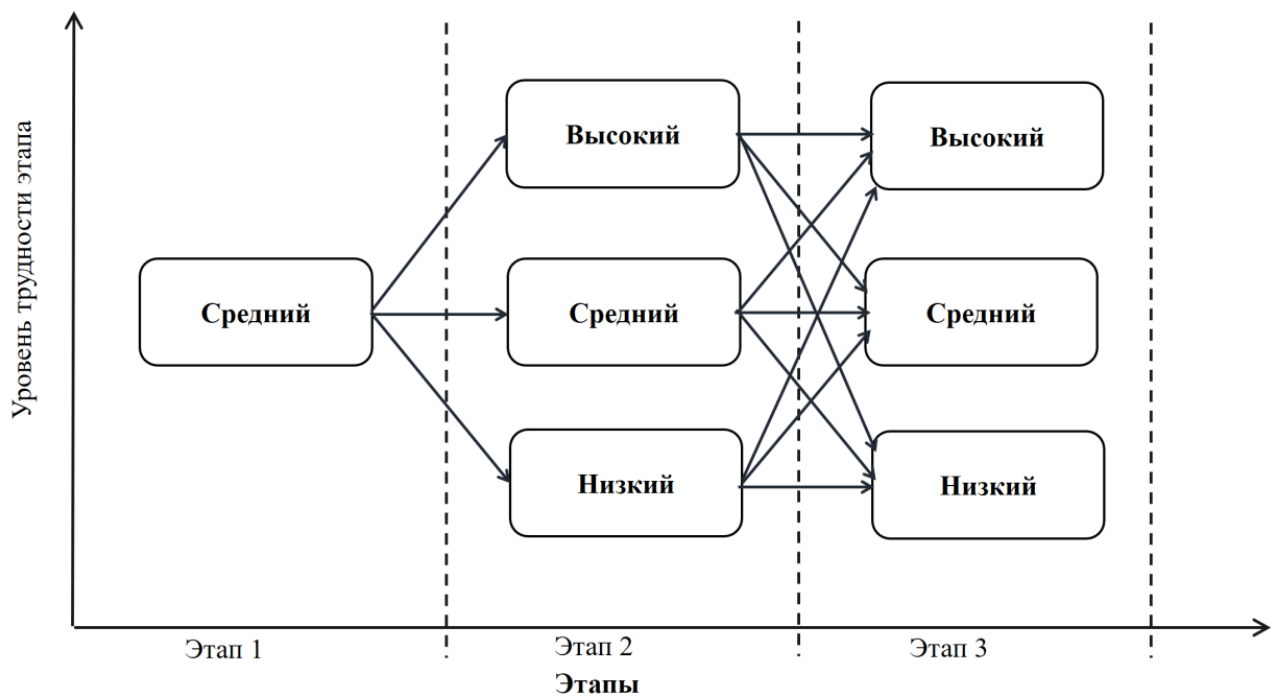 Уровень трудности этапа
Высокий
Высокий
Средний
Средний
Средний
Низкий
Низкий
Этап 1
Этап 2
Этап 3
Этапы